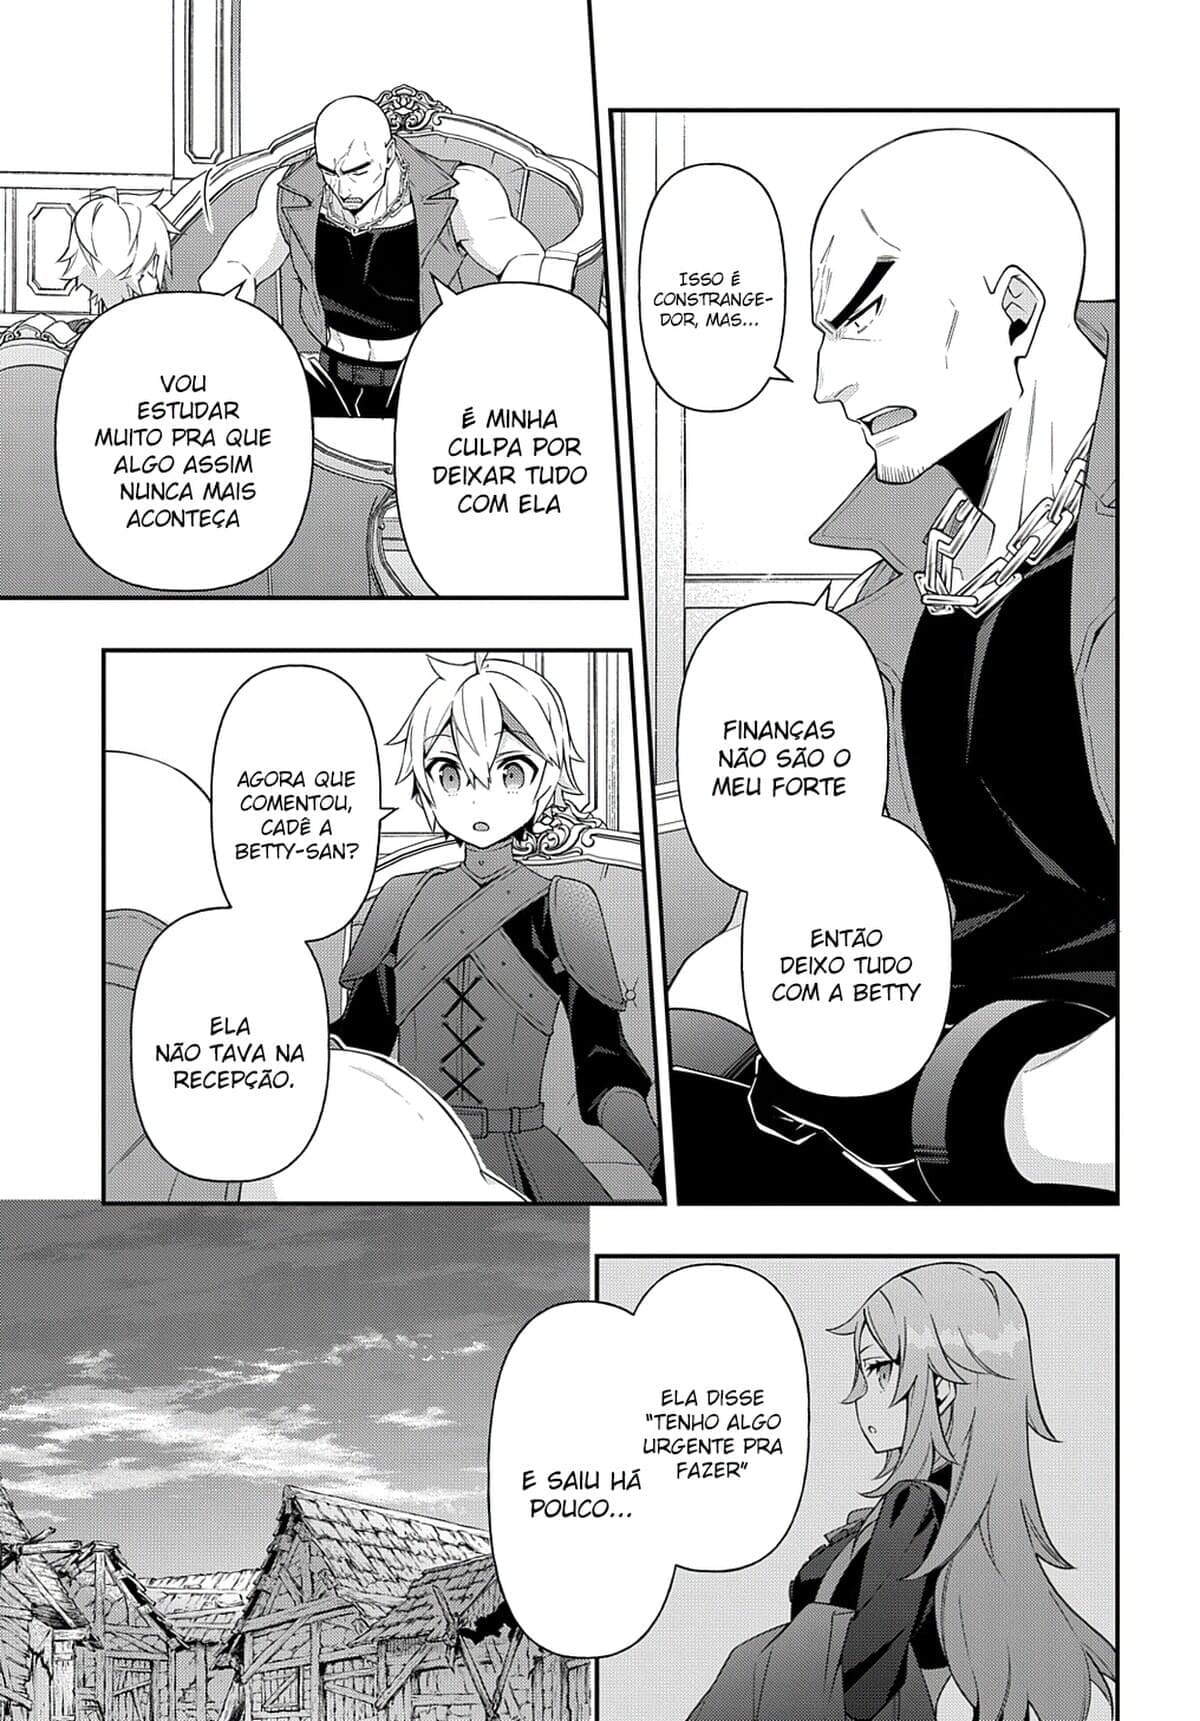 ISSO É
CONSTRANGE-
DOR, MAS...
FINANÇAS
NÃO SÃO O
MEU FORTE
ENTÃO
DEIXO TUDO
COM A BETTY
É MINHA
CULPA POR
DEIXAR TUDO
COM ELA
VOU
ESTUDAR
MUITO PRA QUE
ALGO ASSIM
NUNCA MAIS
ACONTEÇA
AGORA QUE
COMENTOU,
CADÊ A
BETTY-SAN?
ELA
NÃO TAVA NA
RECEPÇÃO.
ELA DISSE
"TENHO ALGO
URGENTE PRA
FAZER"
E SAIU HÁ
POUCO...